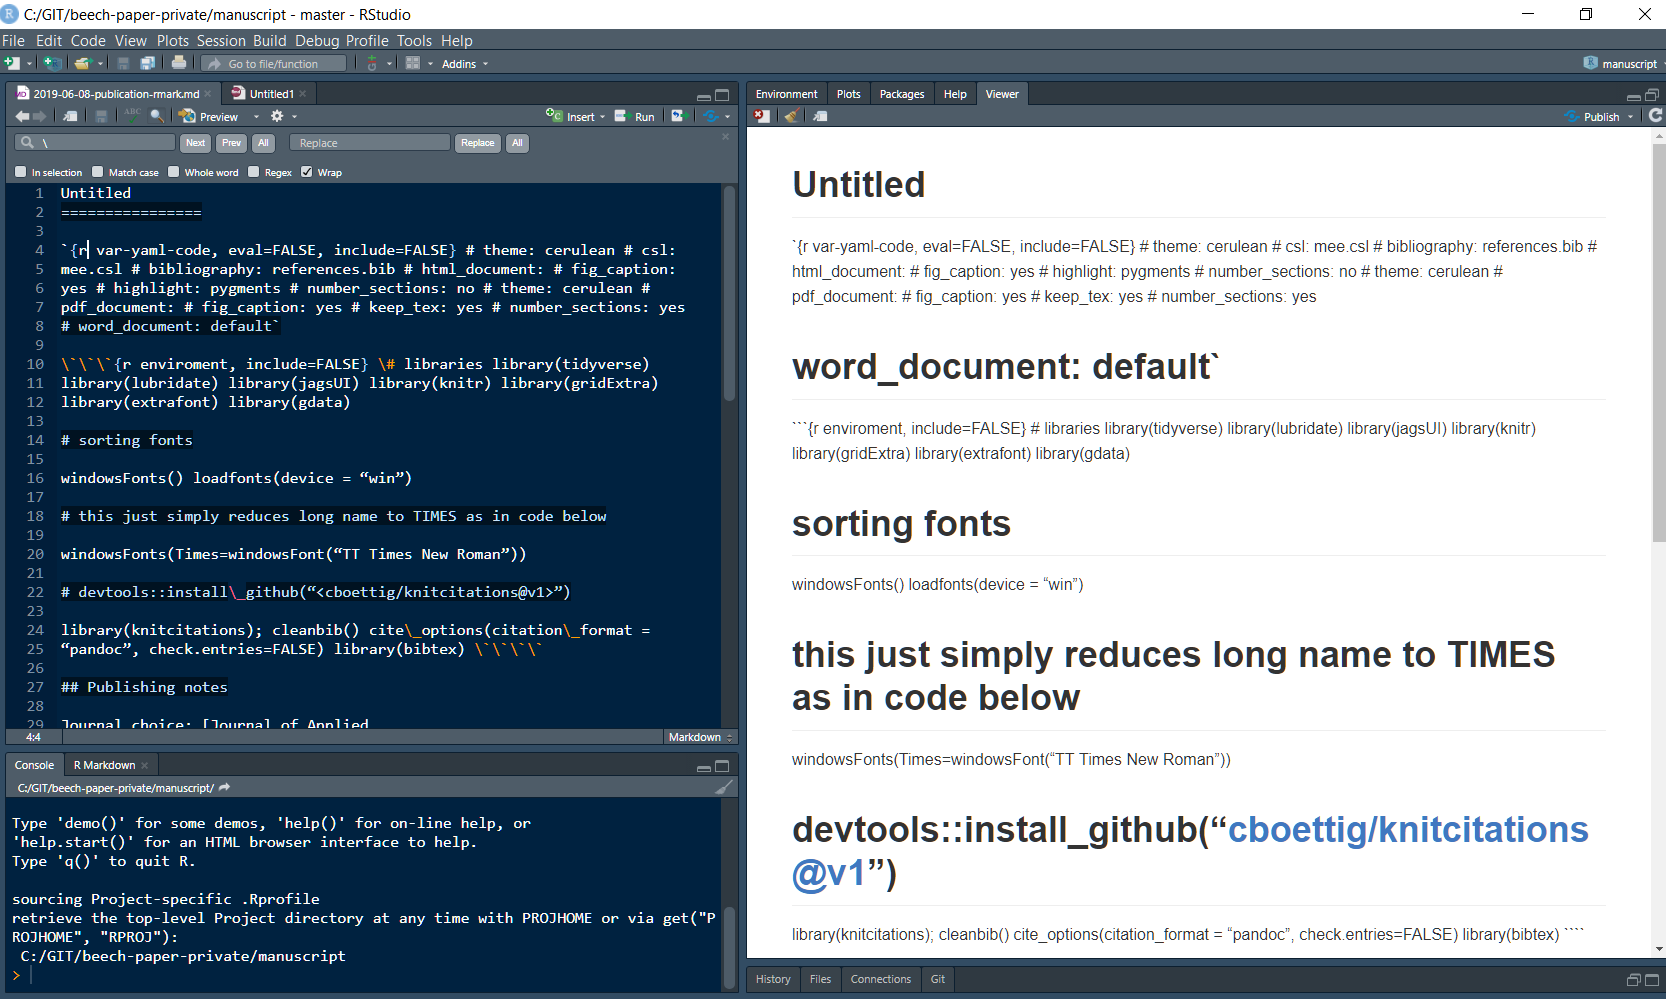 C:/GIT/beech-paper-private/manuscript - master - RStudio
File Edit Code View Plots Session Build Debug Profile Tools Help
Go to file/function Addins manuscript
2019-06-08-publication-rmark.md Untitled1
ABC Preview Insert Run
\ Next Prev All Replace Replace All
In selection Match case Whole word Regex Wrap
1 Untitled
2 ================
3
4 `{r var-yaml-code, eval=FALSE, include=FALSE} # theme: cerulean # csl:
5 mee.csl # bibliography: references.bib # html_document: # fig_caption:
6 yes # highlight: pygments # number_sections: no # theme: cerulean #
7 pdf_document: # fig_caption: yes # keep_tex: yes # number_sections: yes
8 # word_document: default`
9
10 \`\`\`{r enviroment, include=FALSE} \# libraries library(tidyverse)
11 library(lubridate) library(jagsUI) library(knitr) library(gridExtra)
12 library(extrafont) library(gdata)
13
14 # sorting fonts
15
16 windowsFonts() loadfonts(device = “win”)
17
18 # this just simply reduces long name to TIMES as in code below
19
20 windowsFonts(Times=windowsFont(“TT Times New Roman”))
21
22 # devtools::install\_github(“<cboettig/knitcitations@v1>”)
23
24 library(knitcitations); cleanbib() cite\_options(citation\_format =
25 “pandoc”, check.entries=FALSE) library(bibtex) \`\`\`\`
26
27 ## Publishing notes
28
29 Journal choice: [Journal of Applied
4:4 Markdown
Console R Markdown
C:/GIT/beech-paper-private/manuscript/
Type 'demo()' for some demos, 'help()' for on-line help, or
'help.start()' for an HTML browser interface to help.
Type 'q()' to quit R.
sourcing Project-specific .Rprofile
retrieve the top-level Project directory at any time with PROJHOME or via get("P
ROJHOME", "RPROJ"):
C:/GIT/beech-paper-private/manuscript
>
Environment Plots Packages Help Viewer
Publish
Untitled
`{r var-yaml-code, eval=FALSE, include=FALSE} # theme: cerulean # csl: mee.csl # bibliography: references.bib #
html_document: # fig_caption: yes # highlight: pygments # number_sections: no # theme: cerulean #
pdf_document: # fig_caption: yes # keep_tex: yes # number_sections: yes
word_document: default`
```{r enviroment, include=FALSE} # libraries library(tidyverse) library(lubridate) library(jagsUI) library(knitr)
library(gridExtra) library(extrafont) library(gdata)
sorting fonts
windowsFonts() loadfonts(device = “win”)
this just simply reduces long name to TIMES
as in code below
windowsFonts(Times=windowsFont(“TT Times New Roman”))
devtools::install_github(“cboettig/knitcitations
@v1”)
library(knitcitations); cleanbib() cite_options(citation_format = “pandoc”, check.entries=FALSE) library(bibtex) ````
History Files Connections Git